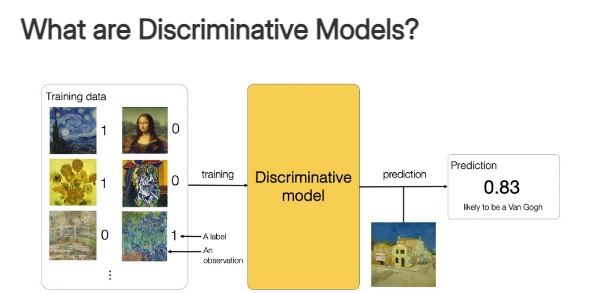 What are Discriminative Models?
Training data
1
0
1
0
0
1
A label
An
observation
training
Discriminative
model
prediction
Prediction
0.83
likely to be a Van Gogh